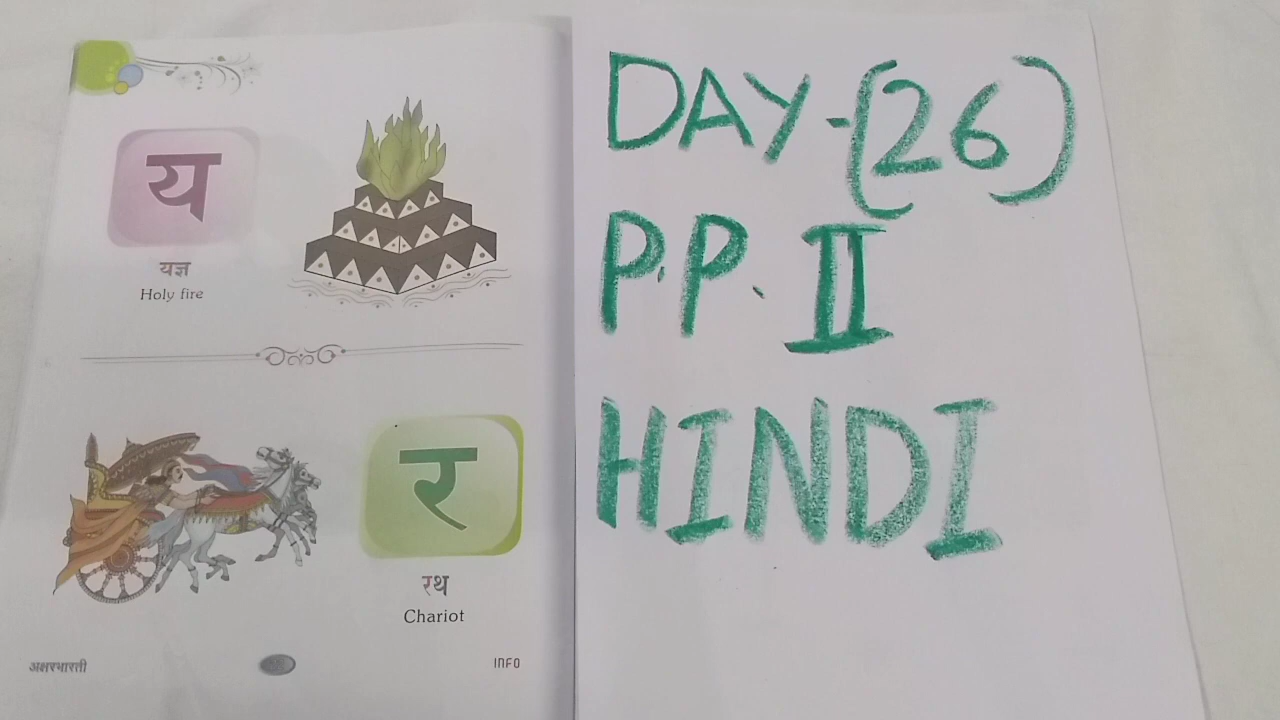 य
यज्ञ
Holy fire
र
रथ
Chariot
अक्षरभारती
INFO
DAY-(26)
P.P. II
HINDI